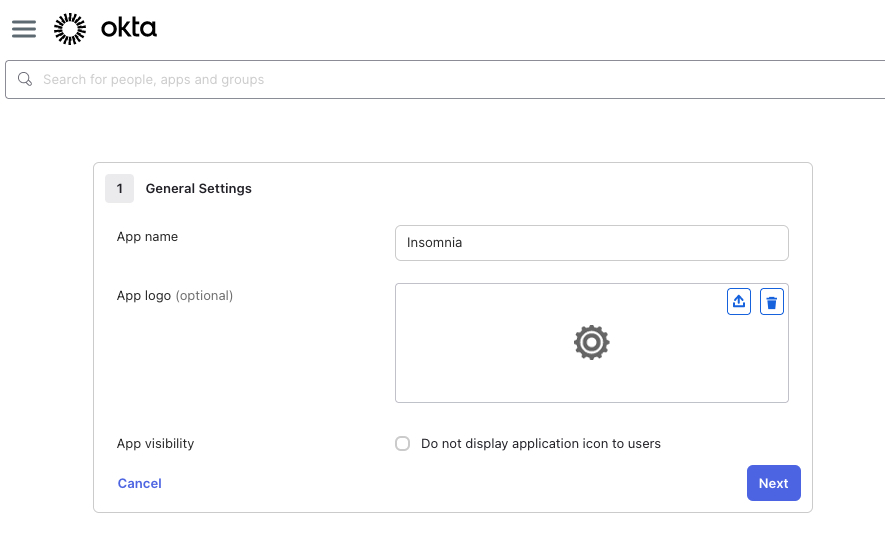 okta
Search for people, apps and groups
1 General Settings
App name
Insomnia
App logo (optional)
App visibility
Do not display application icon to users
Cancel
Next